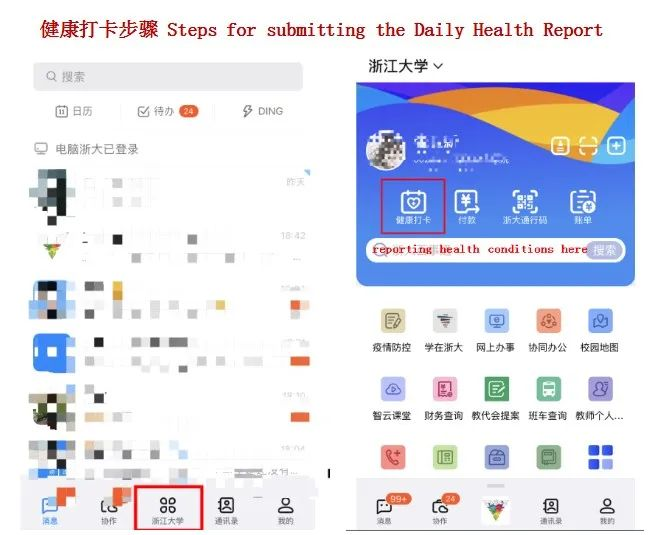 健康打卡步骤 Steps for submitting the Daily Health Report
搜索
日历 待办 24 DING
电脑浙大已登录
昨天
18:42
消息 协作 浙江大学 通讯录 我的
浙江大学
健康打卡 付款 浙大通行码 账单
reporting health conditions here 搜索
疫情防控 学在浙大 网上办事 协同办公 校园地图
智云课堂 财务查询 教代会提案 班车查询 教师个人...
99+ 24
消息 协作 通讯录 我的